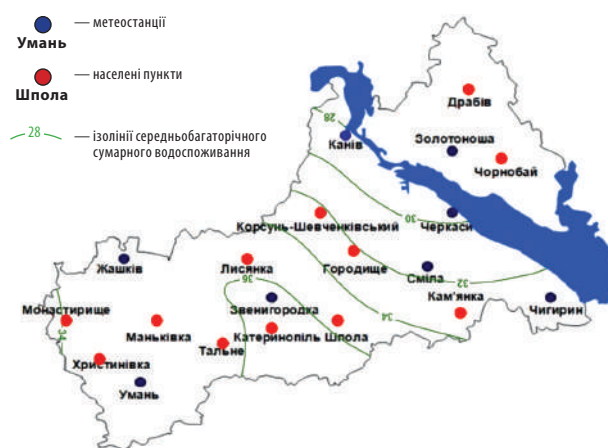 — метеостанції
Умань
— населені пункти
Шпола
28 — ізолінії середньобагаторічного
сумарного водоспоживання
Драбів
28
Канів
Золотоноша
Чорнобай
30
Корсунь-Шевченківський
Черкаси
Жашків
Лисянка
Городище
Сміла
32
36
Звенигородка
Кам'янка
Чигирин
Монастирище
34
Маньківка
Катеринопіль
Шпола
34
Тальне
Христинівка
Умань